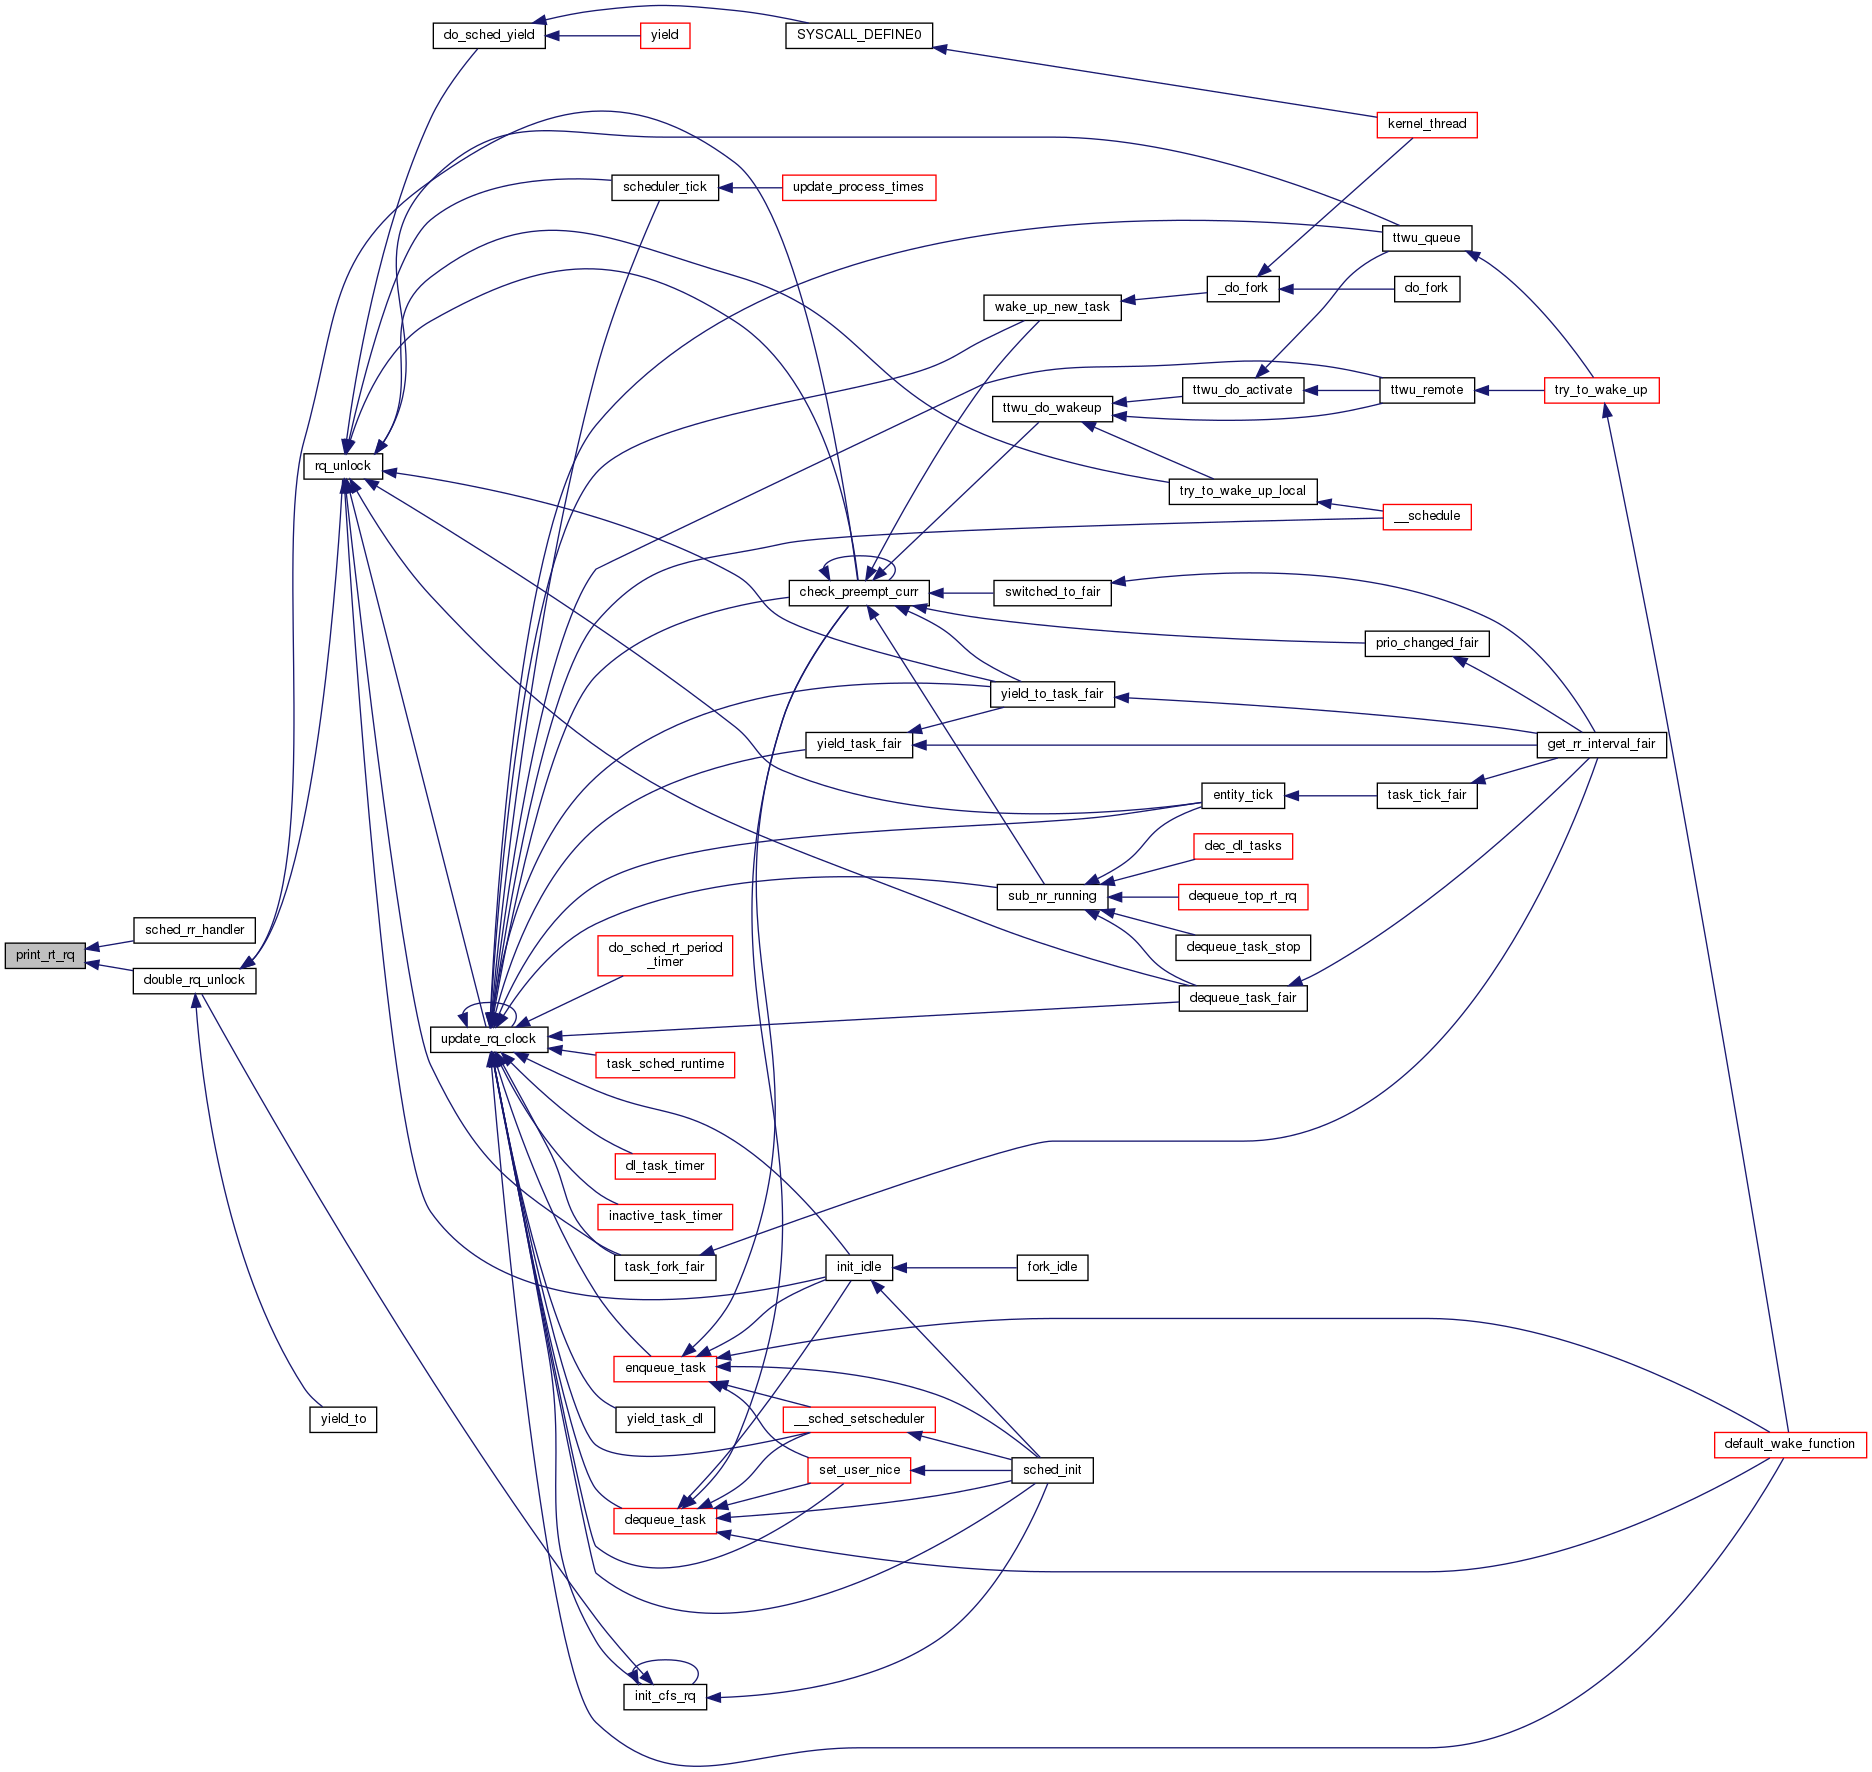 do_sched_yield
yield
SYSCALL_DEFINE0
kernel_thread
scheduler_tick
update_process_times
ttwu_queue
_do_fork
do_fork
wake_up_new_task
ttwu_do_activate
ttwu_remote
try_to_wake_up
ttwu_do_wakeup
rq_unlock
try_to_wake_up_local
__schedule
check_preempt_curr
switched_to_fair
prio_changed_fair
yield_to_task_fair
yield_task_fair
get_rr_interval_fair
entity_tick
task_tick_fair
dec_dl_tasks
sub_nr_running
dequeue_top_rt_rq
sched_rr_handler
dequeue_task_stop
print_rt_rq
do_sched_rt_period
_timer
double_rq_unlock
dequeue_task_fair
update_rq_clock
task_sched_runtime
dl_task_timer
inactive_task_timer
task_fork_fair
init_idle
fork_idle
enqueue_task
yield_to
yield_task_dl
__sched_setscheduler
default_wake_function
set_user_nice
sched_init
dequeue_task
init_cfs_rq